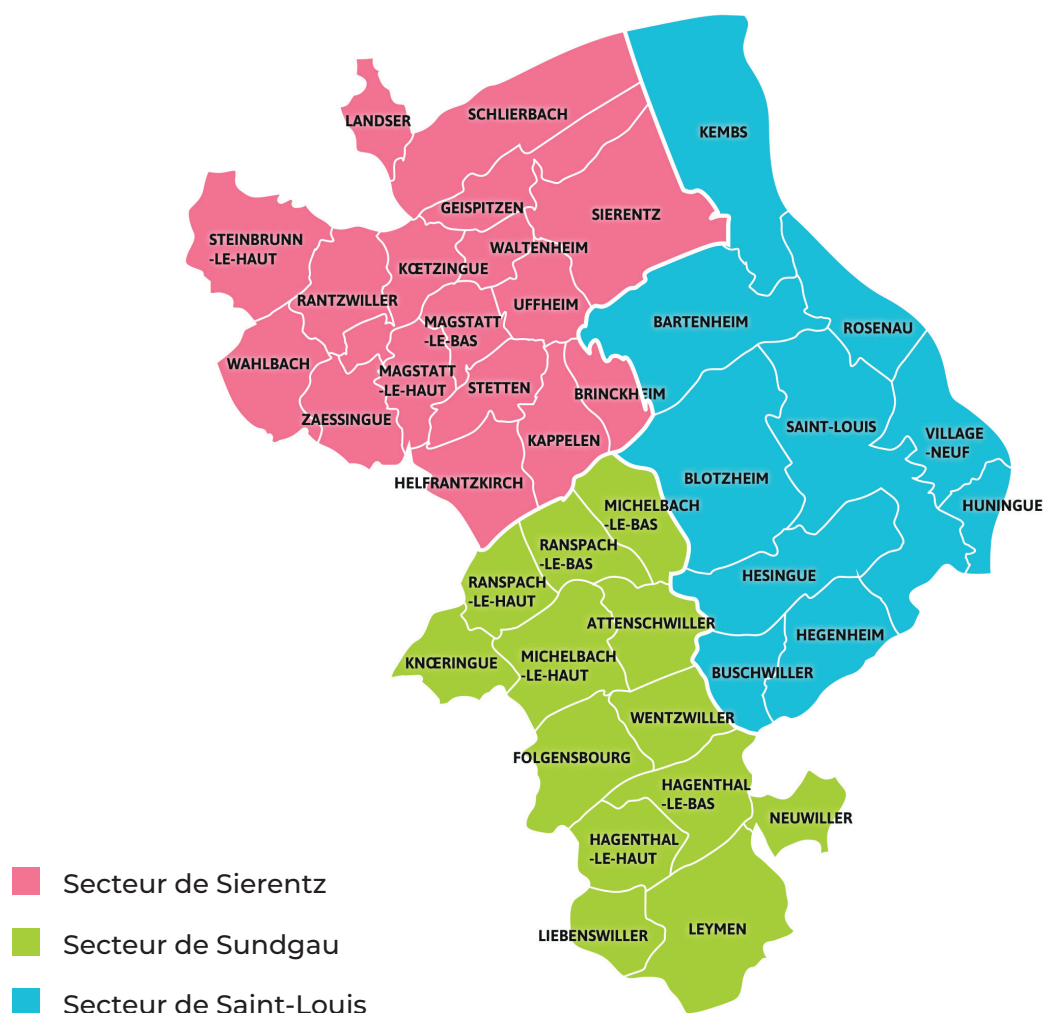 LANDSER
SCHLIERBACH
KEMBS
GEISPITZEN
SIERENTZ
STEINBRUNN
-LE-HAUT
WALTENHEIM
KŒTZINGUE
RANTZWILLER
UFFHEIM
MAGSTATT
-LE-BAS
BARTENHEIM
ROSENAU
WAHLBACH
MAGSTATT
-LE-HAUT
STETTEN
BRINCKHEIM
ZAESSINGUE
SAINT-LOUIS
VILLAGE
-NEUF
KAPPELEN
HELFRANTZKIRCH
BLOTZHEIM
HUNINGUE
MICHELBACH
-LE-BAS
RANSPACH
-LE-BAS
RANSPACH
-LE-HAUT
HESINGUE
ATTENSCHWILLER
HEGENHEIM
KNŒRINGUE
MICHELBACH
-LE-HAUT
BUSCHWILLER
WENTZWILLER
FOLGENSBOURG
HAGENTHAL
-LE-BAS
NEUWILLER
HAGENTHAL
-LE-HAUT
LIEBENSWILLER
LEYMEN
Secteur de Sierentz
Secteur de Sundgau
Secteur de Saint-Louis